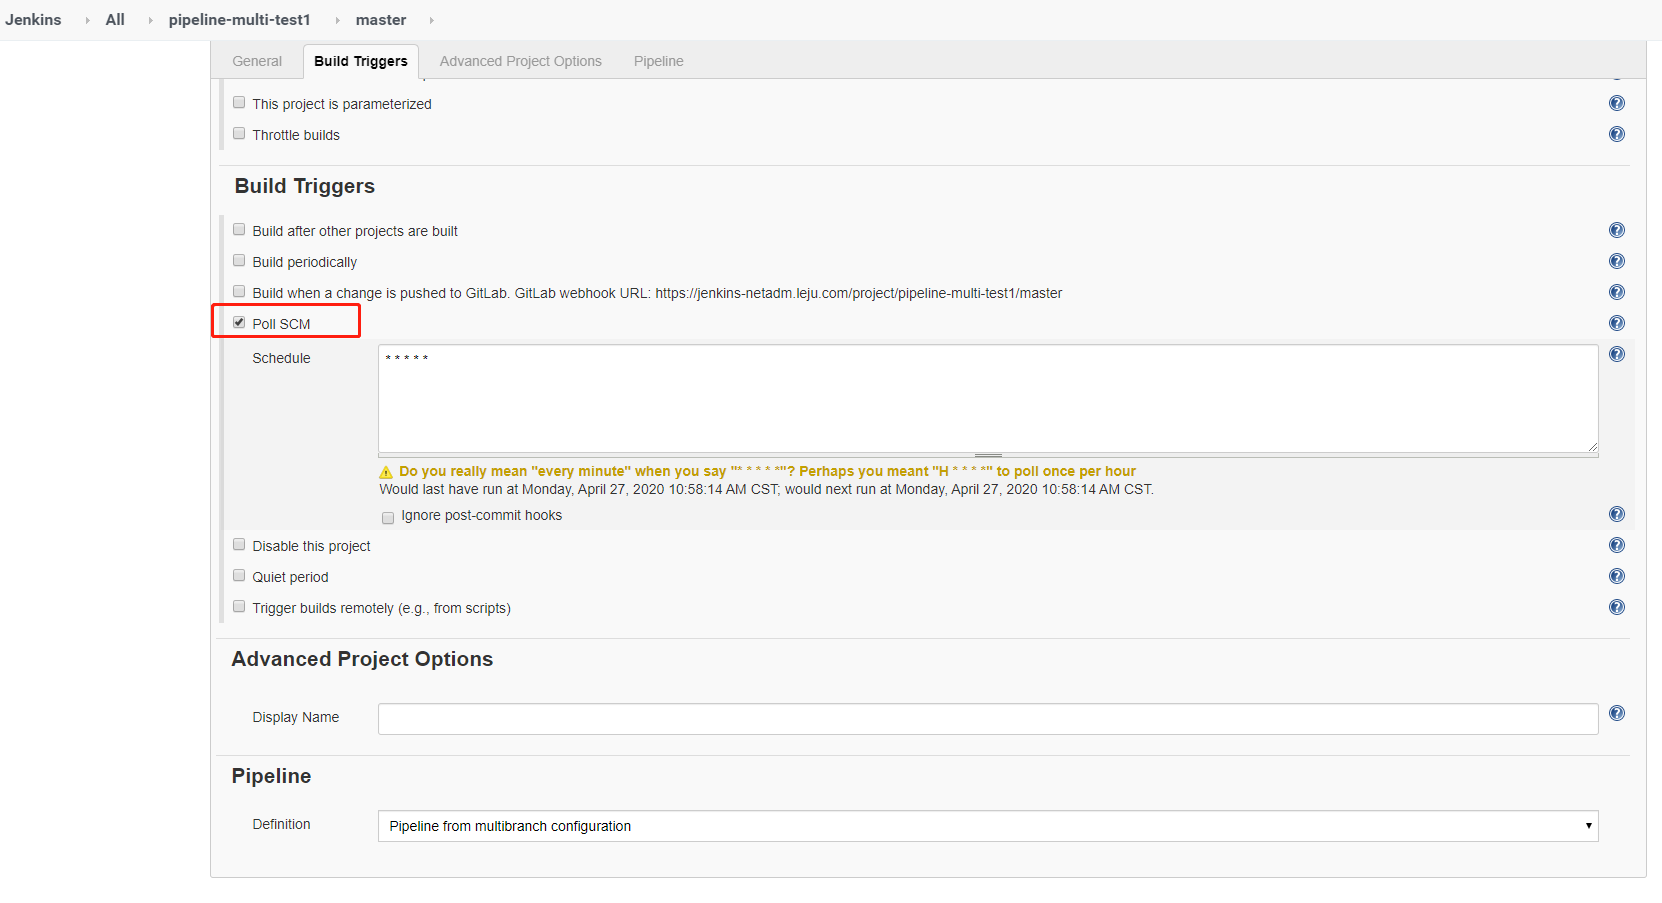 Jenkins All pipeline-multi-test1 master
General Build Triggers Advanced Project Options Pipeline
This project is parameterized
Throttle builds
Build Triggers
Build after other projects are built
Build periodically
Build when a change is pushed to GitLab. GitLab webhook URL: https://jenkins-netadm.leju.com/project/pipeline-multi-test1/master
Poll SCM
Schedule
* * * * *
Do you really mean "every minute" when you say "* * * * *"? Perhaps you meant "H * * * *" to poll once per hour
Would last have run at Monday, April 27, 2020 10:58:14 AM CST; would next run at Monday, April 27, 2020 10:58:14 AM CST.
Ignore post-commit hooks
Disable this project
Quiet period
Trigger builds remotely (e.g., from scripts)
Advanced Project Options
Display Name
Pipeline
Definition
Pipeline from multibranch configuration